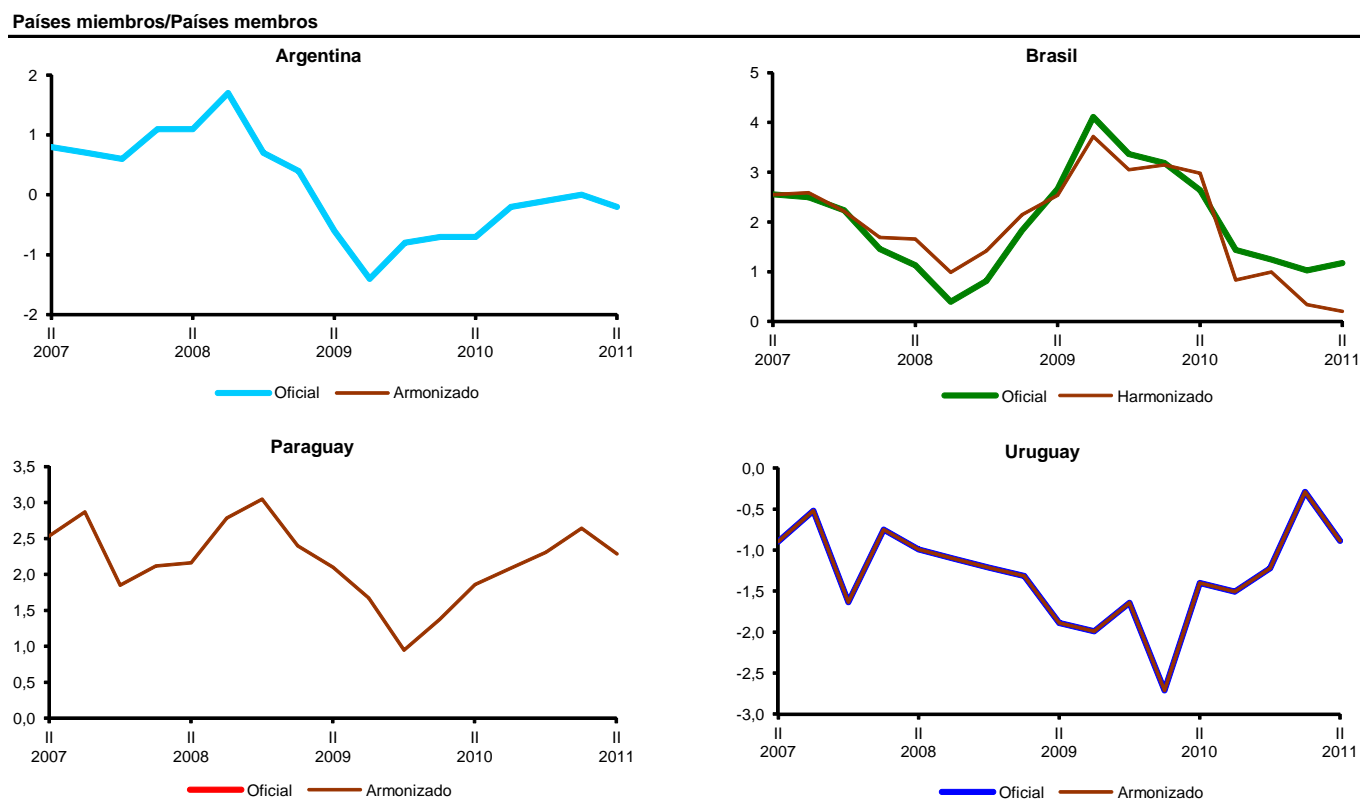 Países miembros/Países membros
Argentina
2
1
0
-1
-2
II
2007
II
2008
II
2009
II
2010
II
2011
Oficial
Armonizado
Brasil
5
4
3
2
1
0
II
2007
II
2008
II
2009
II
2010
II
2011
Oficial
Harmonizado
Paraguay
3,5
3,0
2,5
2,0
1,5
1,0
0,5
0,0
II
2007
II
2008
II
2009
II
2010
II
2011
Oficial
Armonizado
Uruguay
0,0
-0,5
-1,0
-1,5
-2,0
-2,5
-3,0
II
2007
II
2008
II
2009
II
2010
II
2011
Oficial
Armonizado